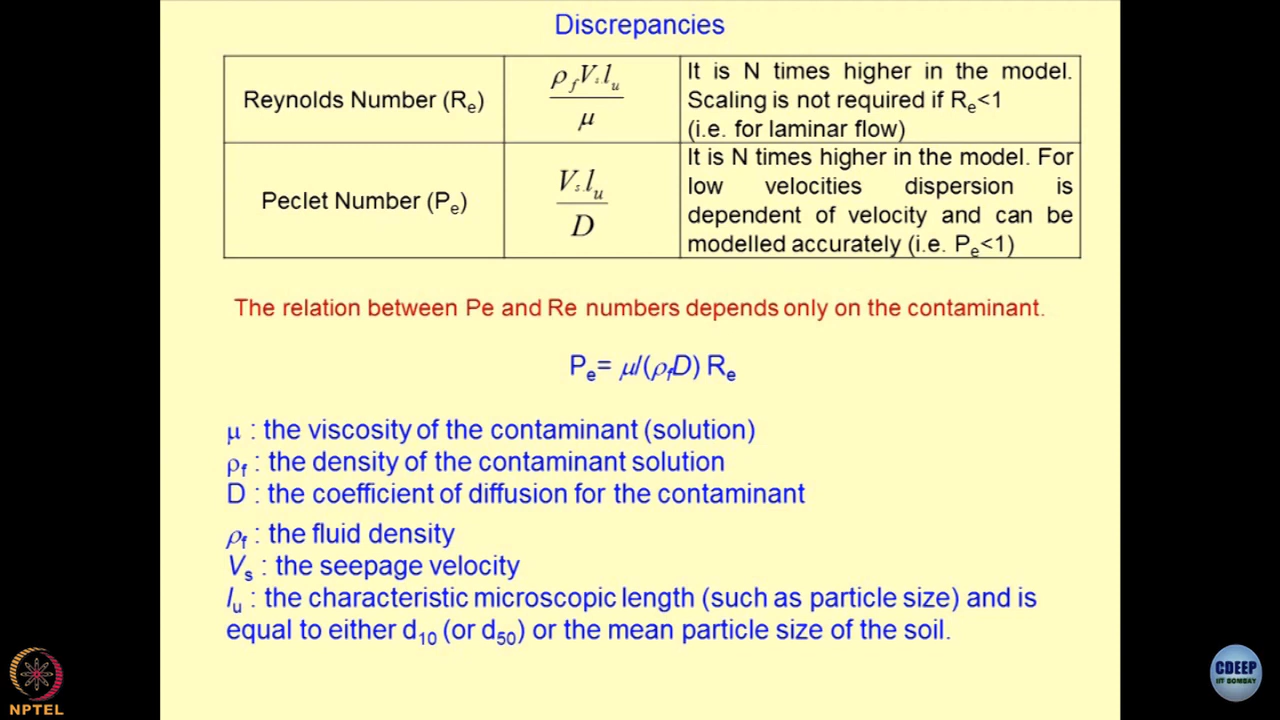 Discrepancies
Reynolds Number (Re)
ρf Vs lu
μ
It is N times higher in the model.
Scaling is not required if Re<1
(i.e. for laminar flow)
Peclet Number (Pe)
Vs lu
D
It is N times higher in the model. For
low velocities dispersion is
dependent of velocity and can be
modelled accurately (i.e. Pe<1)
The relation between Pe and Re numbers depends only on the contaminant.
Pe= μ/(ρfD) Re
μ : the viscosity of the contaminant (solution)
ρf : the density of the contaminant solution
D : the coefficient of diffusion for the contaminant
ρf : the fluid density
Vs : the seepage velocity
lu : the characteristic microscopic length (such as particle size) and is
equal to either d10 (or d50) or the mean particle size of the soil.
NPTEL
CDEEP
IIT BOMBAY